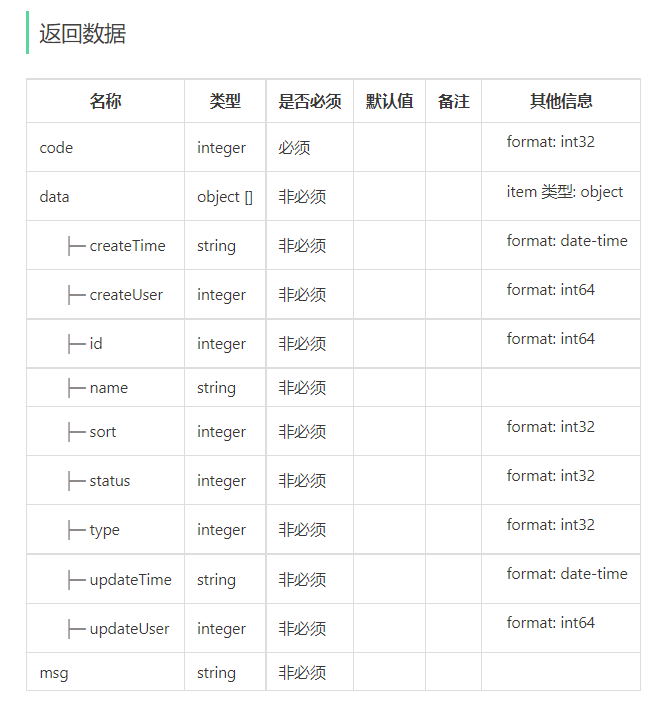 返回数据
名称 类型 是否必须 默认值 备注 其他信息
code integer 必须 format: int32
data object [] 非必须 item 类型: object
├─ createTime string 非必须 format: date-time
├─ createUser integer 非必须 format: int64
├─ id integer 非必须 format: int64
├─ name string 非必须
├─ sort integer 非必须 format: int32
├─ status integer 非必须 format: int32
├─ type integer 非必须 format: int32
├─ updateTime string 非必须 format: date-time
├─ updateUser integer 非必须 format: int64
msg string 非必须